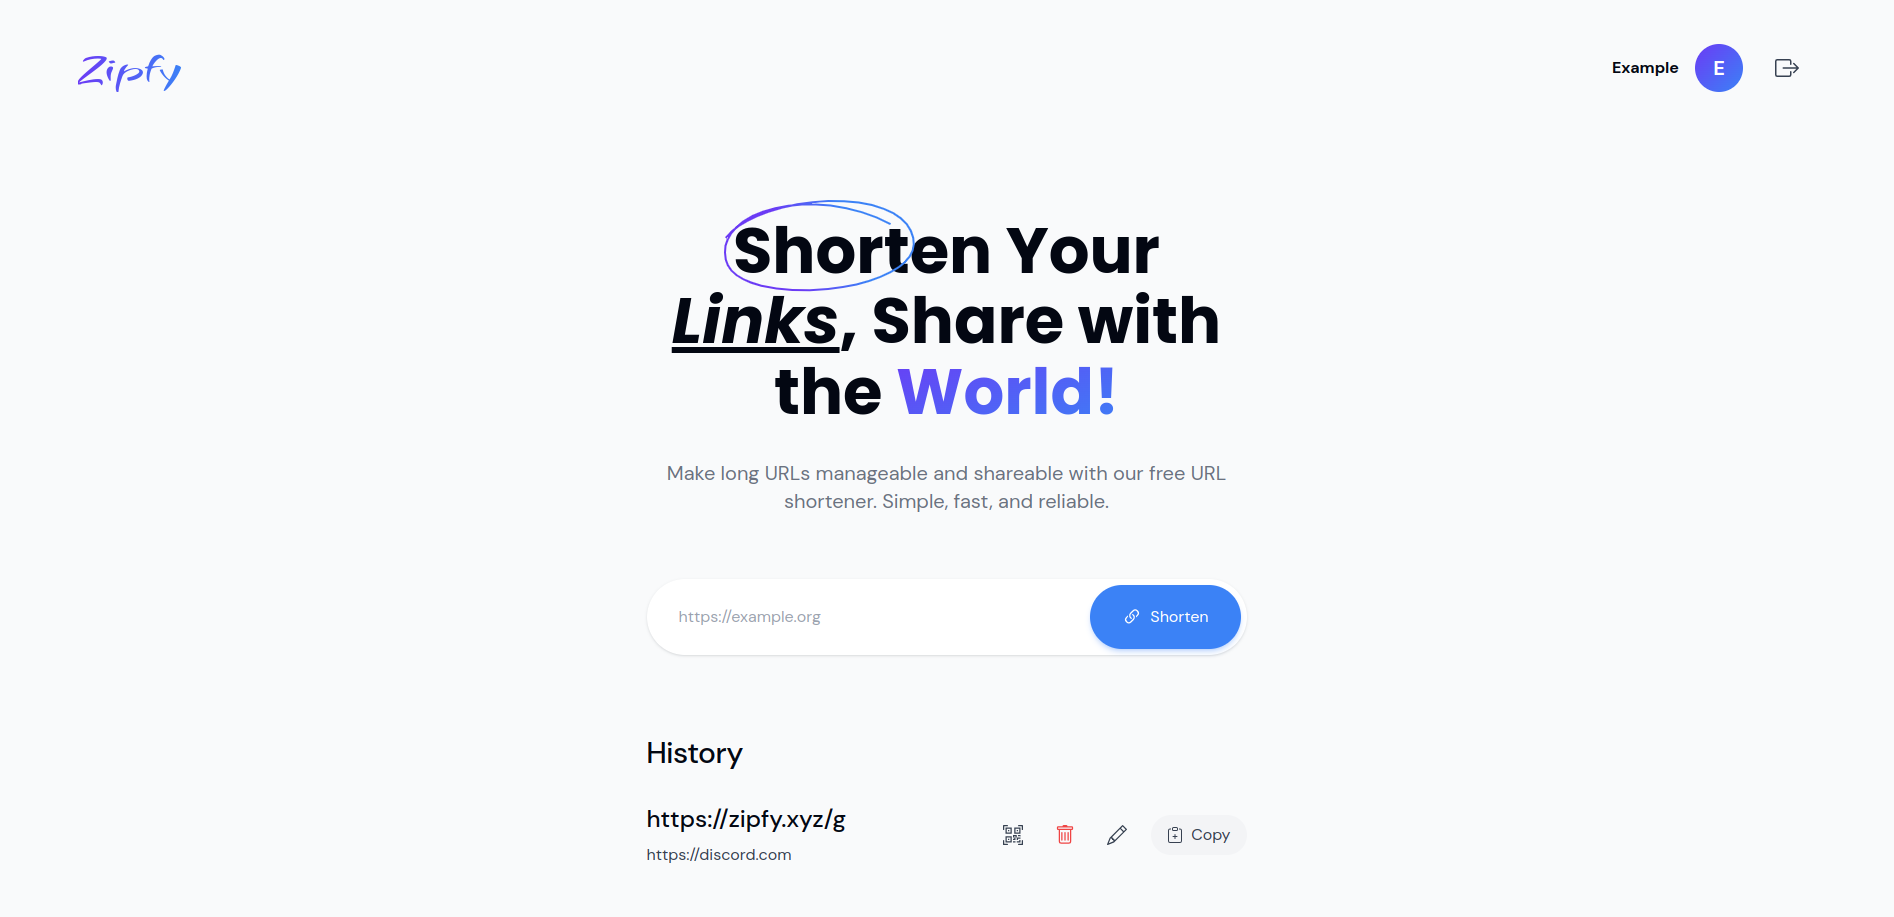 Zipfy
Example
E
Shorten Your
Links, Share with
the World!
Make long URLs manageable and shareable with our free URL
shortener. Simple, fast, and reliable.
https://example.org
Shorten
History
https://zipfy.xyz/g
https://discord.com
Copy